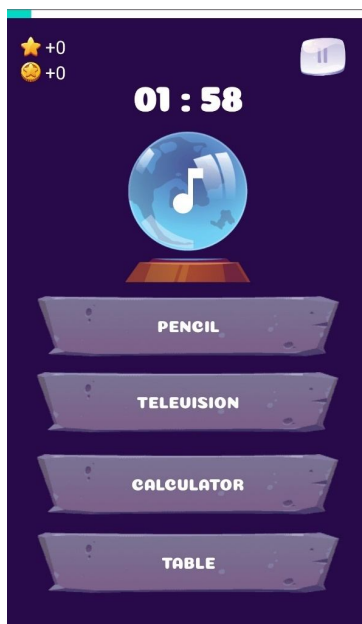 +0
+0
01 : 58
PENCIL
TELEVISION
CALCULATOR
TABLE